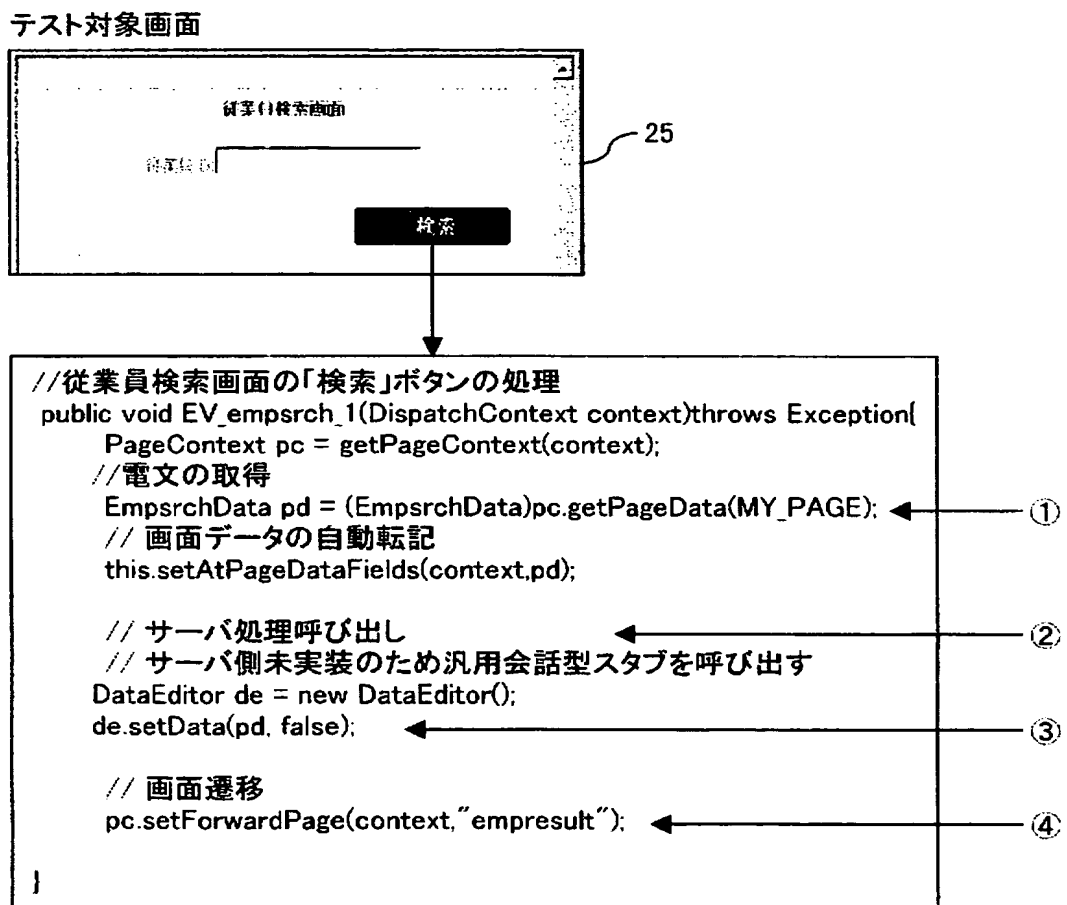 テスト対象画面
検索画面
25
検索
//従業員検索画面の「検索」ボタンの処理
public void EV_empsrch_1(DispatchContext context)throws Exception{
PageContext pc = getPageContext(context);
//電文の取得
EmpsrchData pd = (EmpsrchData)pc.getPageData(MY_PAGE);
①
// 画面データの自動転記
this.setAtPageDataFields(context,pd);
// サーバ処理呼び出し
②
// サーバ側未実装のため汎用会話型スタブを呼び出す
DataEditor de = new DataEditor();
de.setData(pd, false);
③
// 画面遷移
pc.setForwardPage(context,"empresult");
④
}